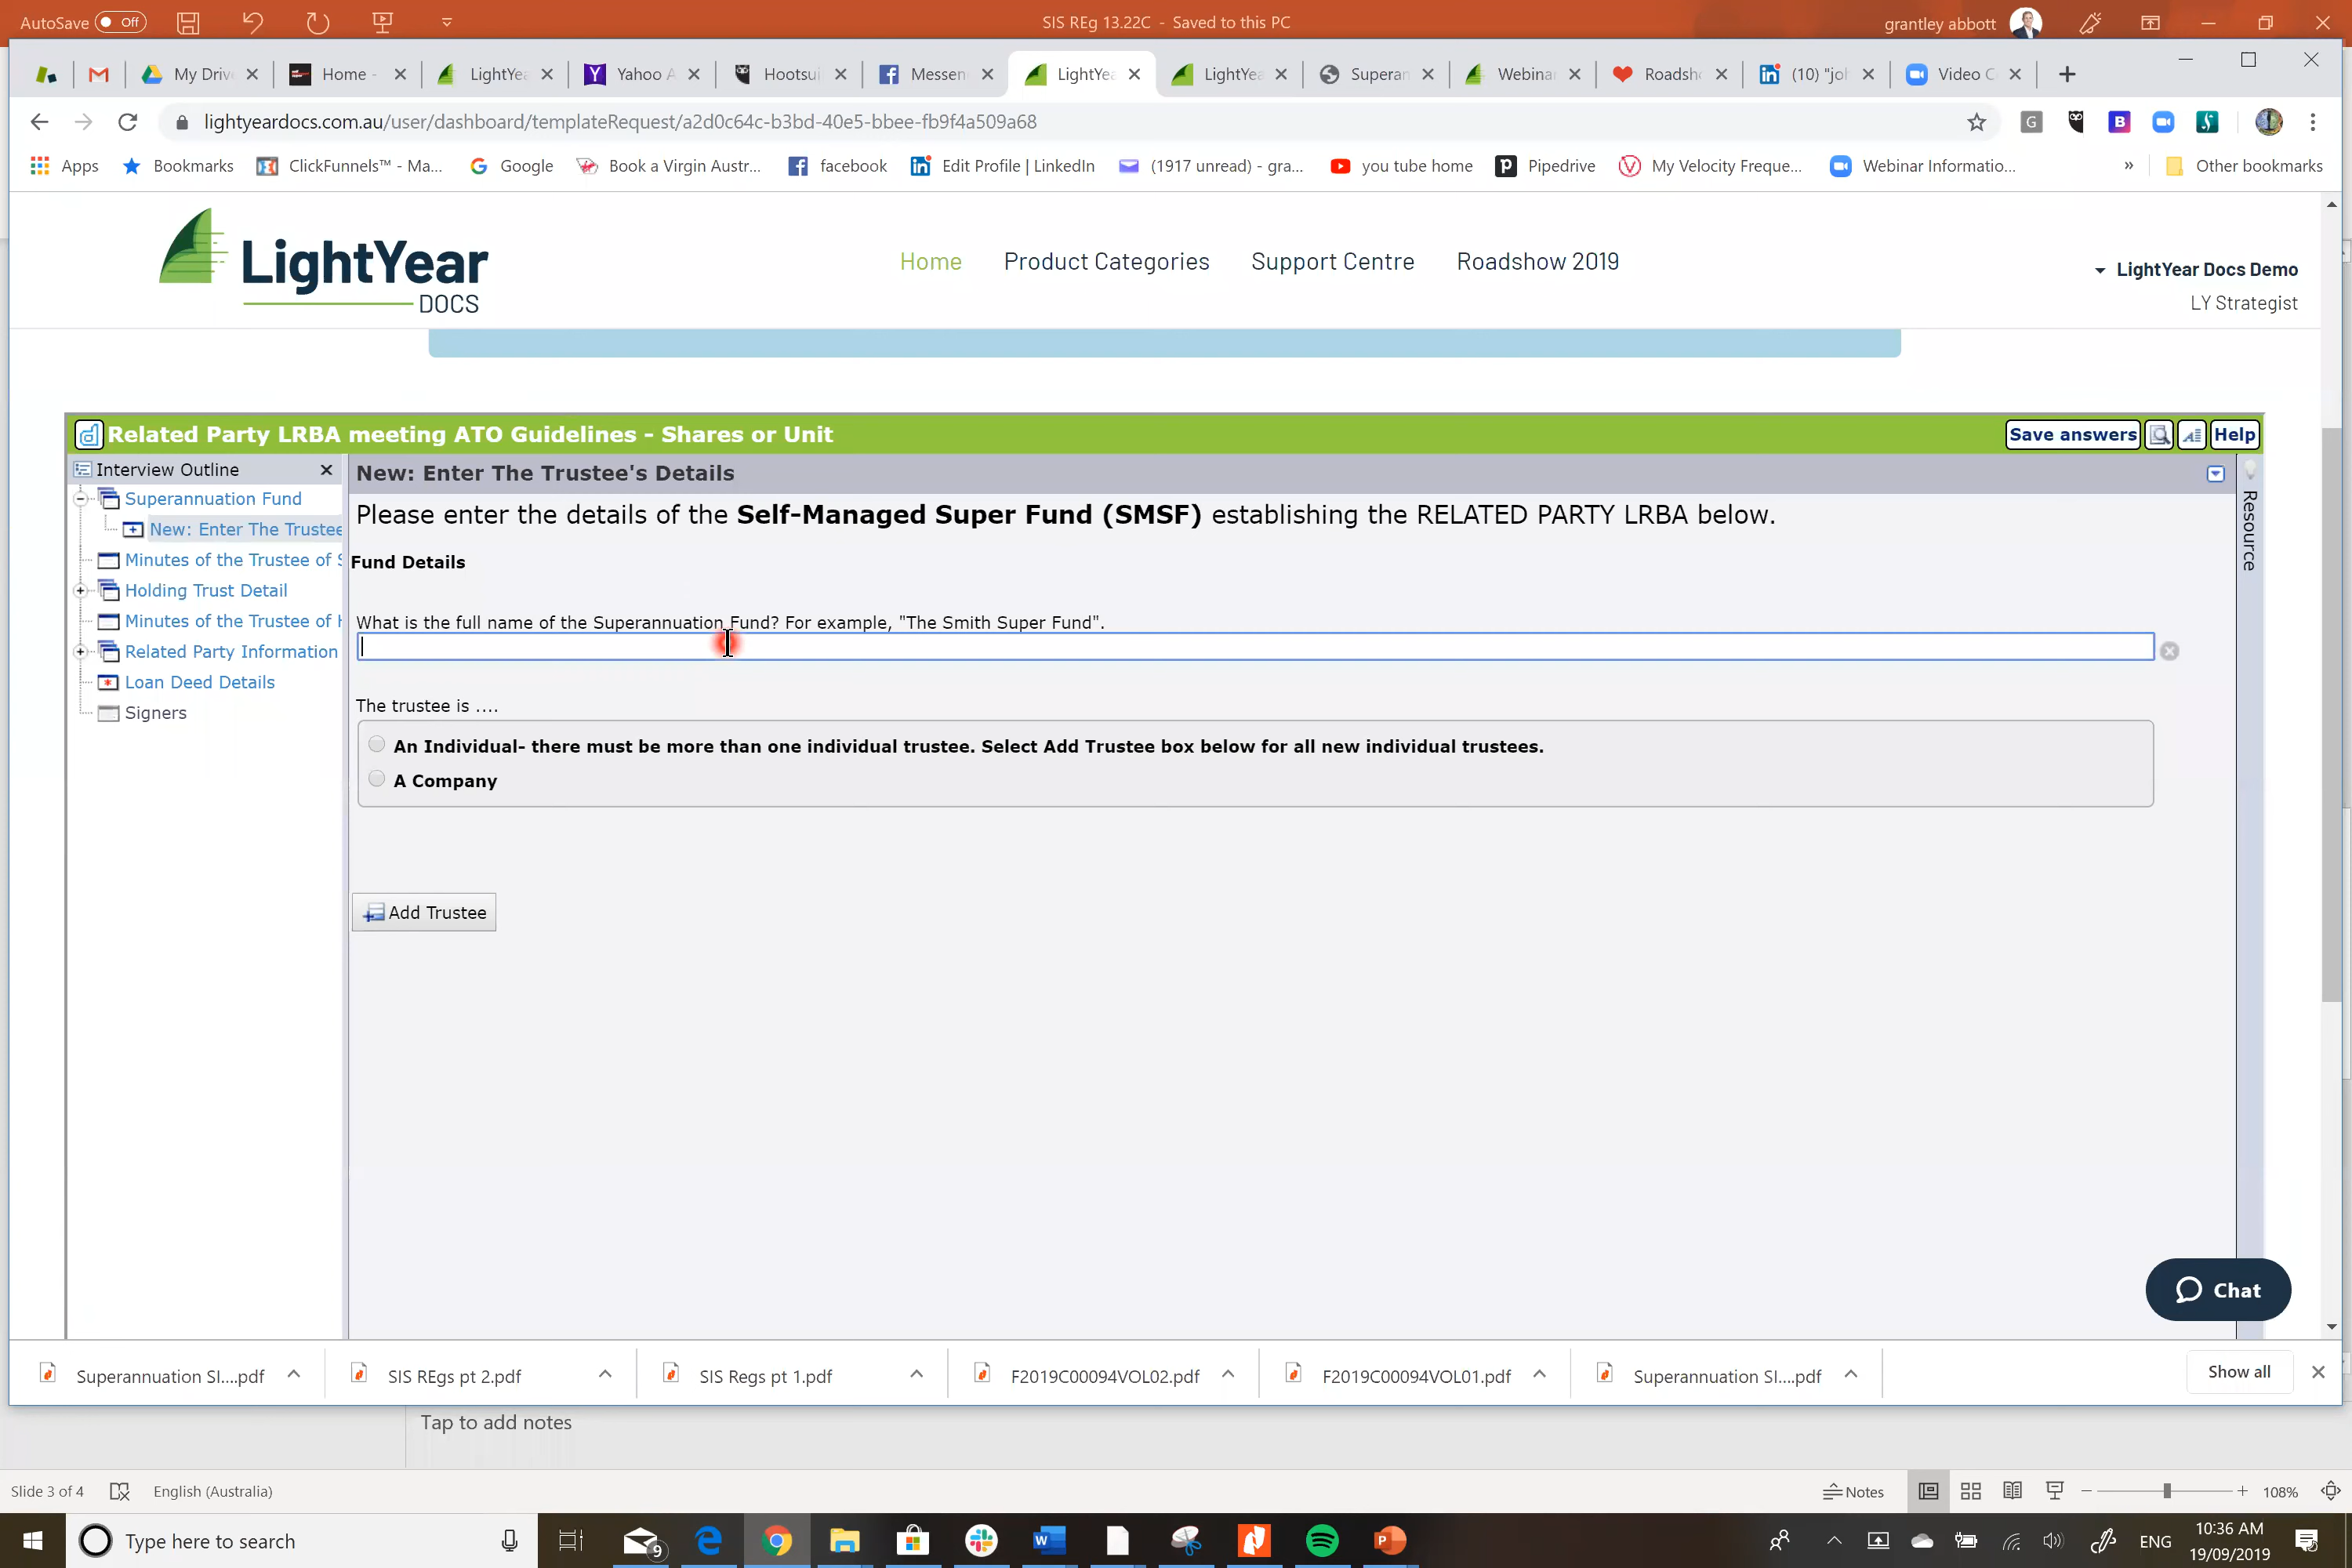 AutoSave Off
SIS REg 13.22C - Saved to this PC
grantley abbott
My Driv
Home -
LightYea
Yahoo A
Hootsui
Messen
LightYea
LightYea
Superan
Webinar
Roadsh
(10) "joh
Video C
lightyeardocs.com.au/user/dashboard/templateRequest/a2d0c64c-b3bd-40e5-bbee-fb9f4a509a68
Apps
Bookmarks
ClickFunnels™ - Ma...
Google
Book a Virgin Austr...
facebook
Edit Profile | LinkedIn
(1917 unread) - gra...
you tube home
Pipedrive
My Velocity Freque...
Webinar Informatio...
»
Other bookmarks
LightYear
DOCS
Home
Product Categories
Support Centre
Roadshow 2019
LightYear Docs Demo
LY Strategist
Related Party LRBA meeting ATO Guidelines - Shares or Unit
Save answers
Help
Interview Outline
Superannuation Fund
New: Enter The Trustee
Minutes of the Trustee of S
Holding Trust Detail
Minutes of the Trustee of H
Related Party Information
Loan Deed Details
Signers
New: Enter The Trustee's Details
Please enter the details of the Self-Managed Super Fund (SMSF) establishing the RELATED PARTY LRBA below.
Fund Details
What is the full name of the Superannuation Fund? For example, "The Smith Super Fund".
The trustee is ....
An Individual- there must be more than one individual trustee. Select Add Trustee box below for all new individual trustees.
A Company
Add Trustee
Resource
Chat
Superannuation SI....pdf
SIS REgs pt 2.pdf
SIS Regs pt 1.pdf
F2019C00094VOL02.pdf
F2019C00094VOL01.pdf
Superannuation SI....pdf
Show all
Tap to add notes
Slide 3 of 4
English (Australia)
Notes
108%
Type here to search
9
ENG
10:36 AM
19/09/2019